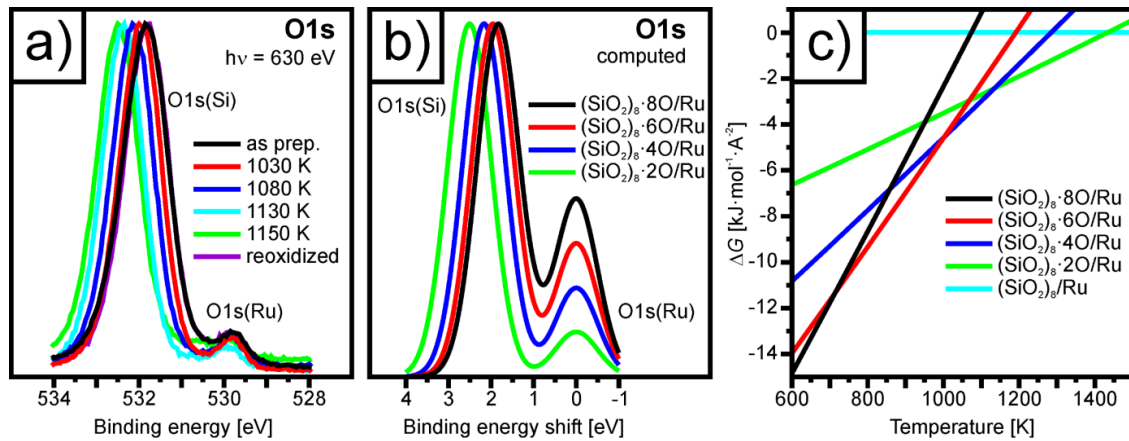 a)
O1s
hν = 630 eV
O1s(Si)
as prep.
1030 K
1080 K
1130 K
1150 K
reoxidized
O1s(Ru)
534 532 530 528
Binding energy [eV]
b)
O1s
computed
O1s(Si)
(SiO₂)₈·8O/Ru
(SiO₂)₈·6O/Ru
(SiO₂)₈·4O/Ru
(SiO₂)₈·2O/Ru
O1s(Ru)
4 3 2 1 0 -1
Binding energy shift [eV]
c)
0
-2
-4
-6
-8
-10
-12
-14
ΔG [kJ·mol⁻¹·A⁻²]
(SiO₂)₈·8O/Ru
(SiO₂)₈·6O/Ru
(SiO₂)₈·4O/Ru
(SiO₂)₈·2O/Ru
(SiO₂)₈/Ru
600 800 1000 1200 1400
Temperature [K]